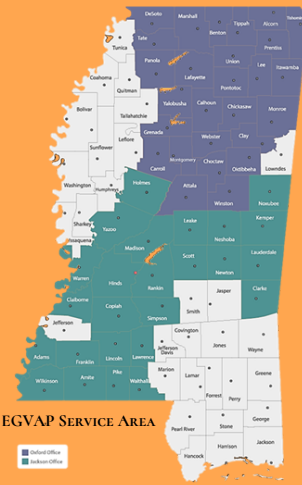 DeSoto
Marshall
Tippah
Alcorn
Benton
Tate
Tunica
Prentiss
Panola
Union
Lee
Itawamba
Lafayette
Coahoma
Quitman
Pontotoc
Yalobusha
Calhoun
Chickasaw
Monroe
Bolivar
Tallahatchie
Grenada
Webster
Clay
Leflore
Sunflower
Montgomery
Choctaw
Oktibbeha
Lowndes
Carroll
Washington
Humphreys
Holmes
Attala
Winston
Noxubee
Sharkey
Issaquena
Yazoo
Leake
Neshoba
Kemper
Madison
Scott
Newton
Lauderdale
Warren
Hinds
Rankin
Smith
Jasper
Clarke
Claiborne
Copiah
Simpson
Jefferson
Covington
Jones
Wayne
Jefferson
Davis
Adams
Franklin
Lincoln
Lawrence
Marion
Lamar
Greene
Wilkinson
Amite
Pike
Walthall
Forrest
Perry
EGVAP Service Area
Pearl River
Stone
George
Hancock
Harrison
Jackson
Oxford Office
Jackson Office